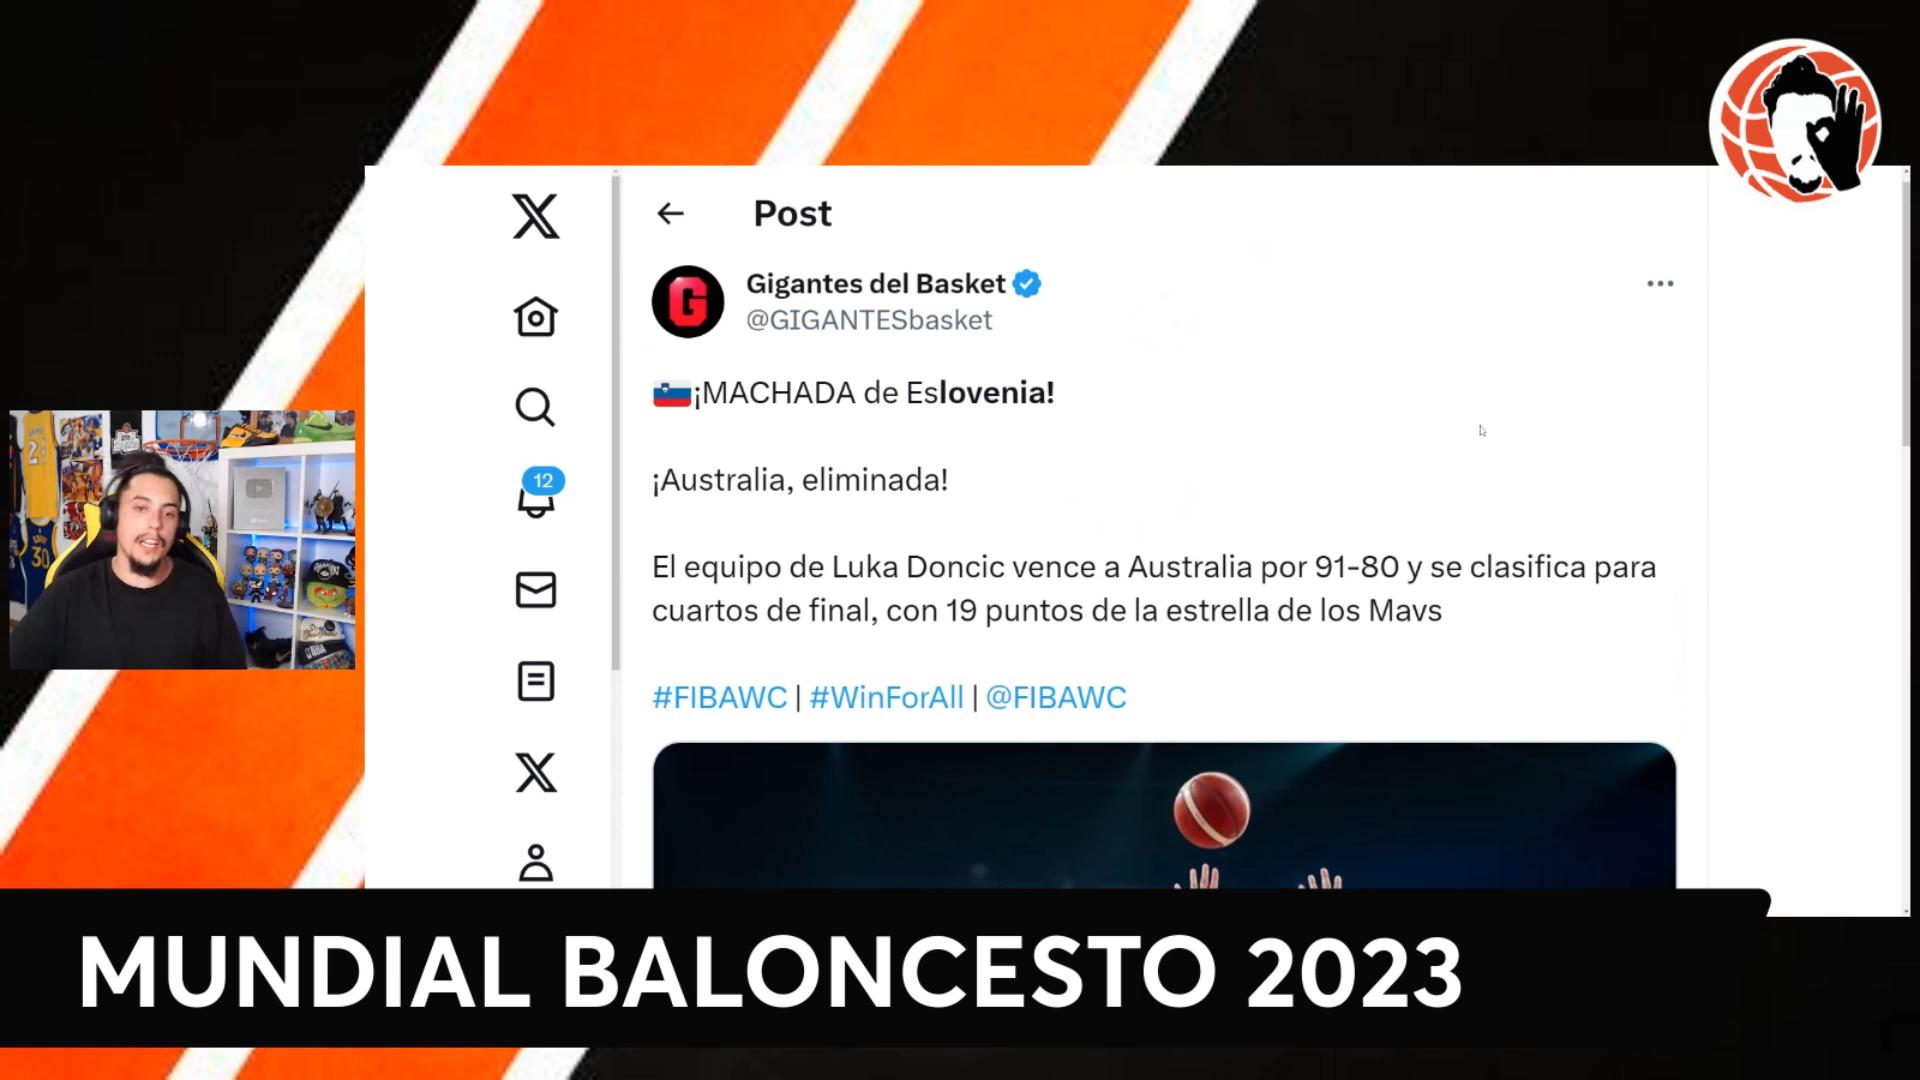 Post
Gigantes del Basket
@GIGANTESbasket
¡MACHADA de Eslovenia!
12
¡Australia, eliminada!
El equipo de Luka Doncic vence a Australia por 91-80 y se clasifica para
cuartos de final, con 19 puntos de la estrella de los Mavs
#FIBAWC | #WinForAll | @FIBAWC
30
MUNDIAL BALONCESTO 2023